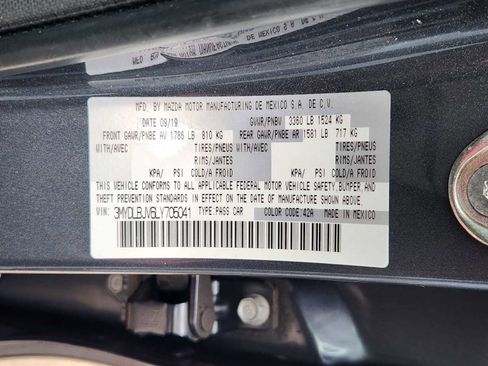 MFD. BY MAZDA MOTOR MANUFACTURING DE MEXICO S.A. DE C.V.
DATE 09/19 GVWR/PNBV 3360 LB 1524 KG
FRONT GAWR/PNBE AV 1786 LB 810 KG REAR GAWR/PNBE AR 1581 LB 717 KG
WITH/AVEC TIRES/PNEUS WITH/AVEC TIRES/PNEUS
RIMS/JANTES RIMS/JANTES
KPA/ PSI COLD/A FROID KPA/ PSI COLD/A FROID
THIS VEHICLE CONFORMS TO ALL APPLICABLE FEDERAL MOTOR VEHICLE SAFETY, BUMPER, AND
THEFT PREVENTION STANDARDS IN EFFECT ON THE DATE OF MANUFACTURE SHOWN ABOVE.
VIN: 3MYDLBJV6LY705041 TYPE:PASS CAR COLOR CODE:42A MADE IN MEXICO